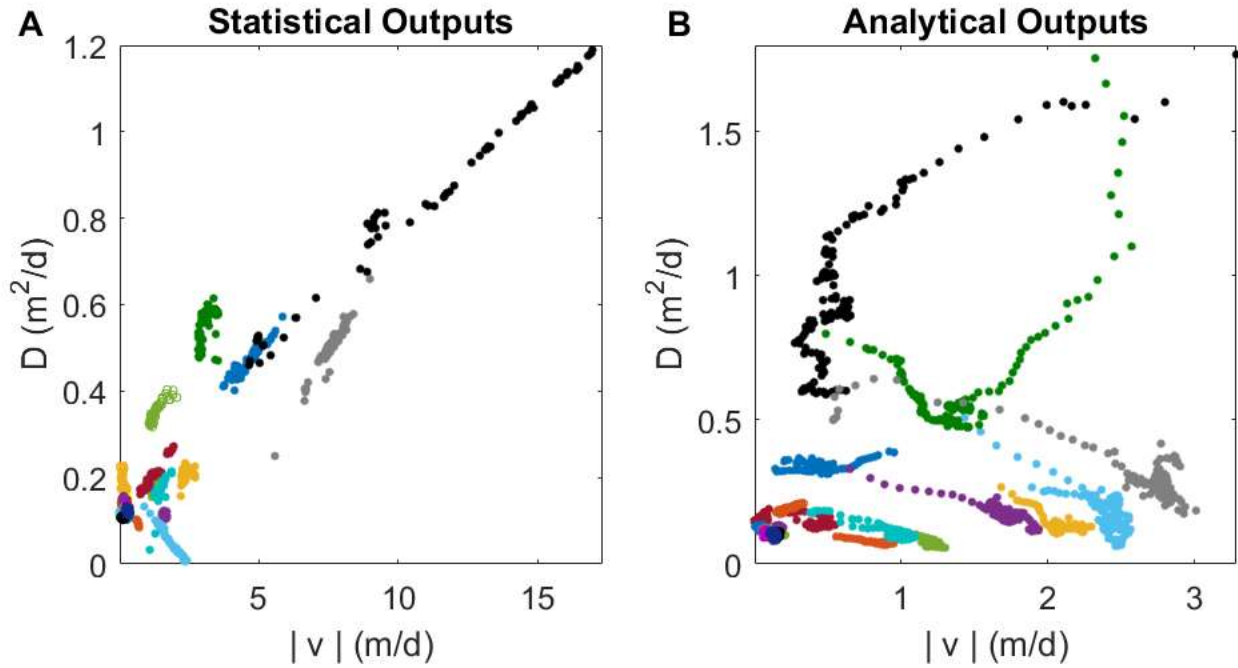 A Statistical Outputs
1.2
1
0.8
0.6
0.4
0.2
0
D (m²/d)
5 10 15
| v | (m/d)
B Analytical Outputs
1.5
1
0.5
0
D (m²/d)
1 2 3
| v | (m/d)